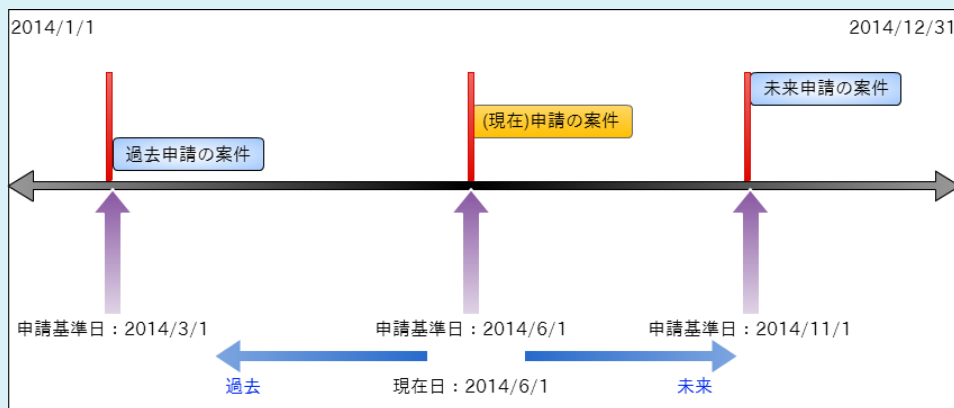 2014/1/1
2014/12/31
未来申請の案件
(現在)申請の案件
過去申請の案件
申請基準日：2014/3/1
申請基準日：2014/6/1
申請基準日：2014/11/1
過去
現在日：2014/6/1
未来